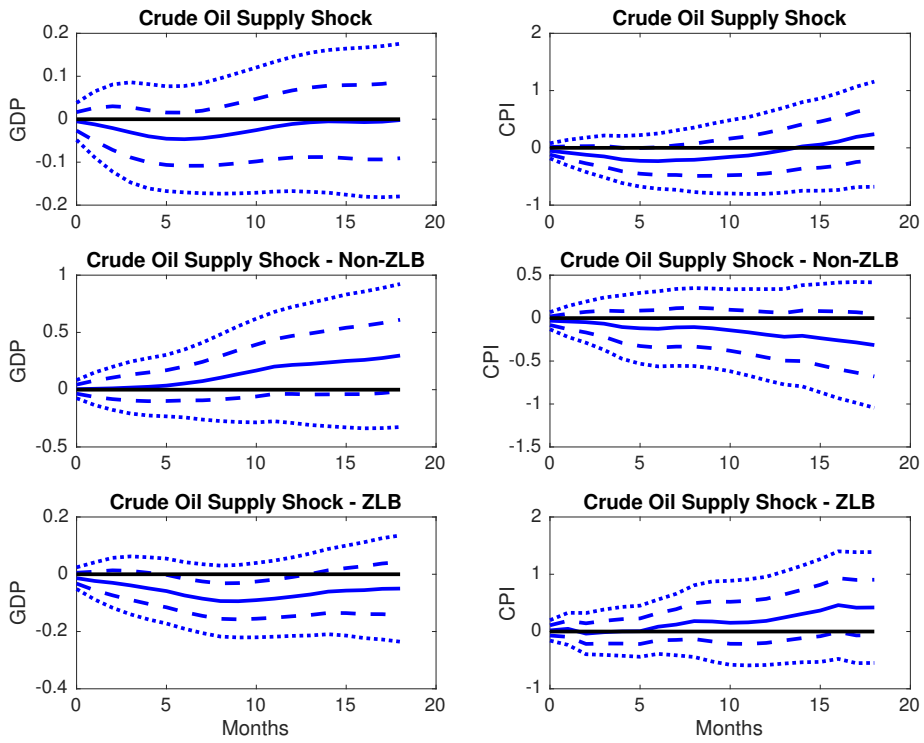 Crude Oil Supply Shock
0.2
0.1
0
-0.1
-0.2
GDP
0 5 10 15 20
Crude Oil Supply Shock
2
1
0
-1
CPI
0 5 10 15 20
Months
Crude Oil Supply Shock - Non-ZLB
1
0.5
0
-0.5
GDP
0 5 10 15 20
Crude Oil Supply Shock - Non-ZLB
0.5
0
-0.5
-1
-1.5
CPI
0 5 10 15 20
Crude Oil Supply Shock - ZLB
0.2
0
-0.2
-0.4
GDP
0 5 10 15 20
Months
Crude Oil Supply Shock - ZLB
2
1
0
-1
CPI
0 5 10 15 20
Months